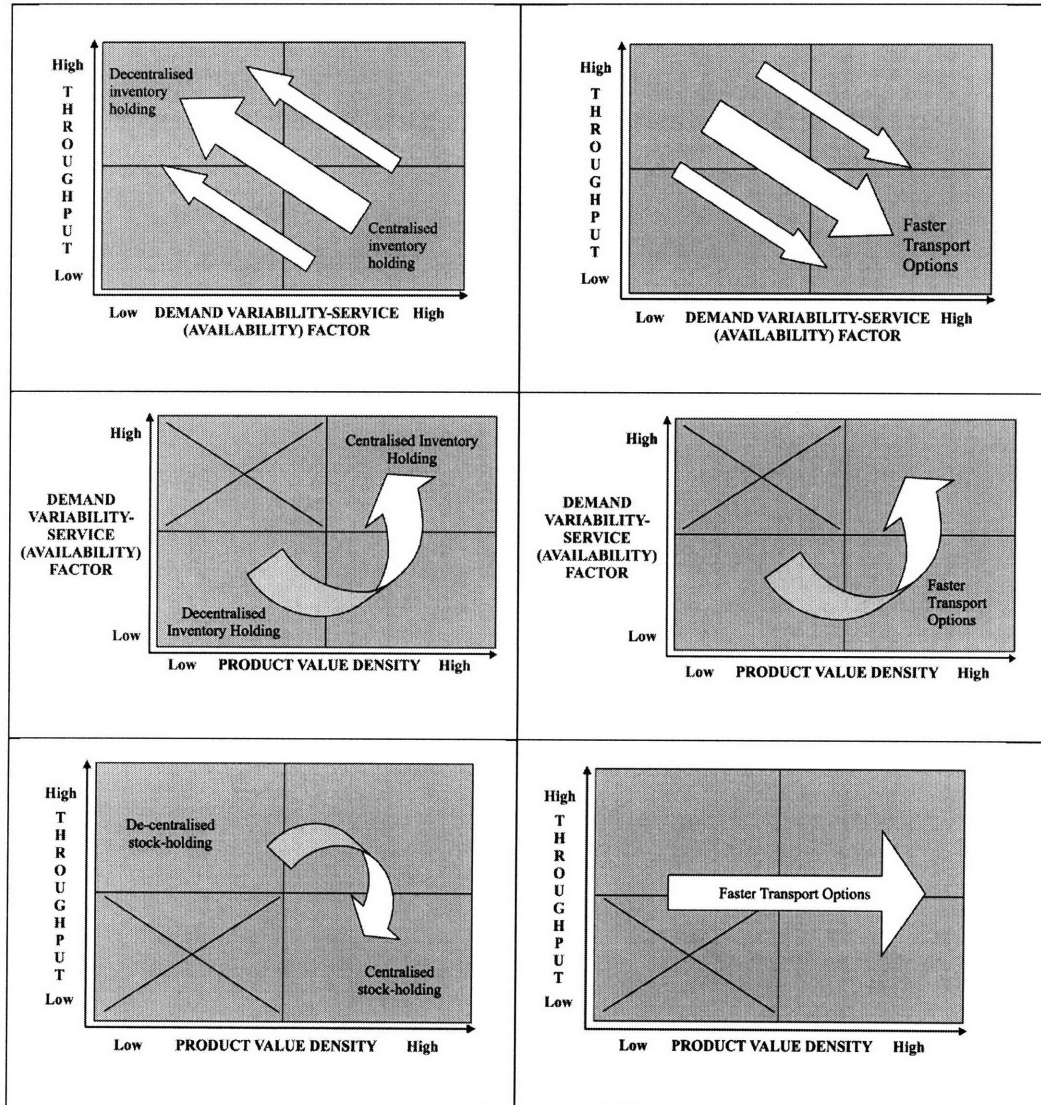 High
THROUGHPUT
Low
Decentralised
inventory
holding
Centralised
inventory
holding
Low DEMAND VARIABILITY-SERVICE High
(AVAILABILITY) FACTOR
High
THROUGHPUT
Low
Faster
Transport
Options
Low DEMAND VARIABILITY-SERVICE High
(AVAILABILITY) FACTOR
High
DEMAND
VARIABILITY-
SERVICE
(AVAILABILITY)
FACTOR
Low
Centralised Inventory
Holding
Decentralised
Inventory Holding
Low PRODUCT VALUE DENSITY High
High
DEMAND
VARIABILITY-
SERVICE
(AVAILABILITY)
FACTOR
Low
Faster
Transport
Options
Low PRODUCT VALUE DENSITY High
High
THROUGHPUT
Low
De-centralised
stock-holding
Centralised
stock-holding
Low PRODUCT VALUE DENSITY High
High
THROUGHPUT
Low
Faster Transport Options
Low PRODUCT VALUE DENSITY High